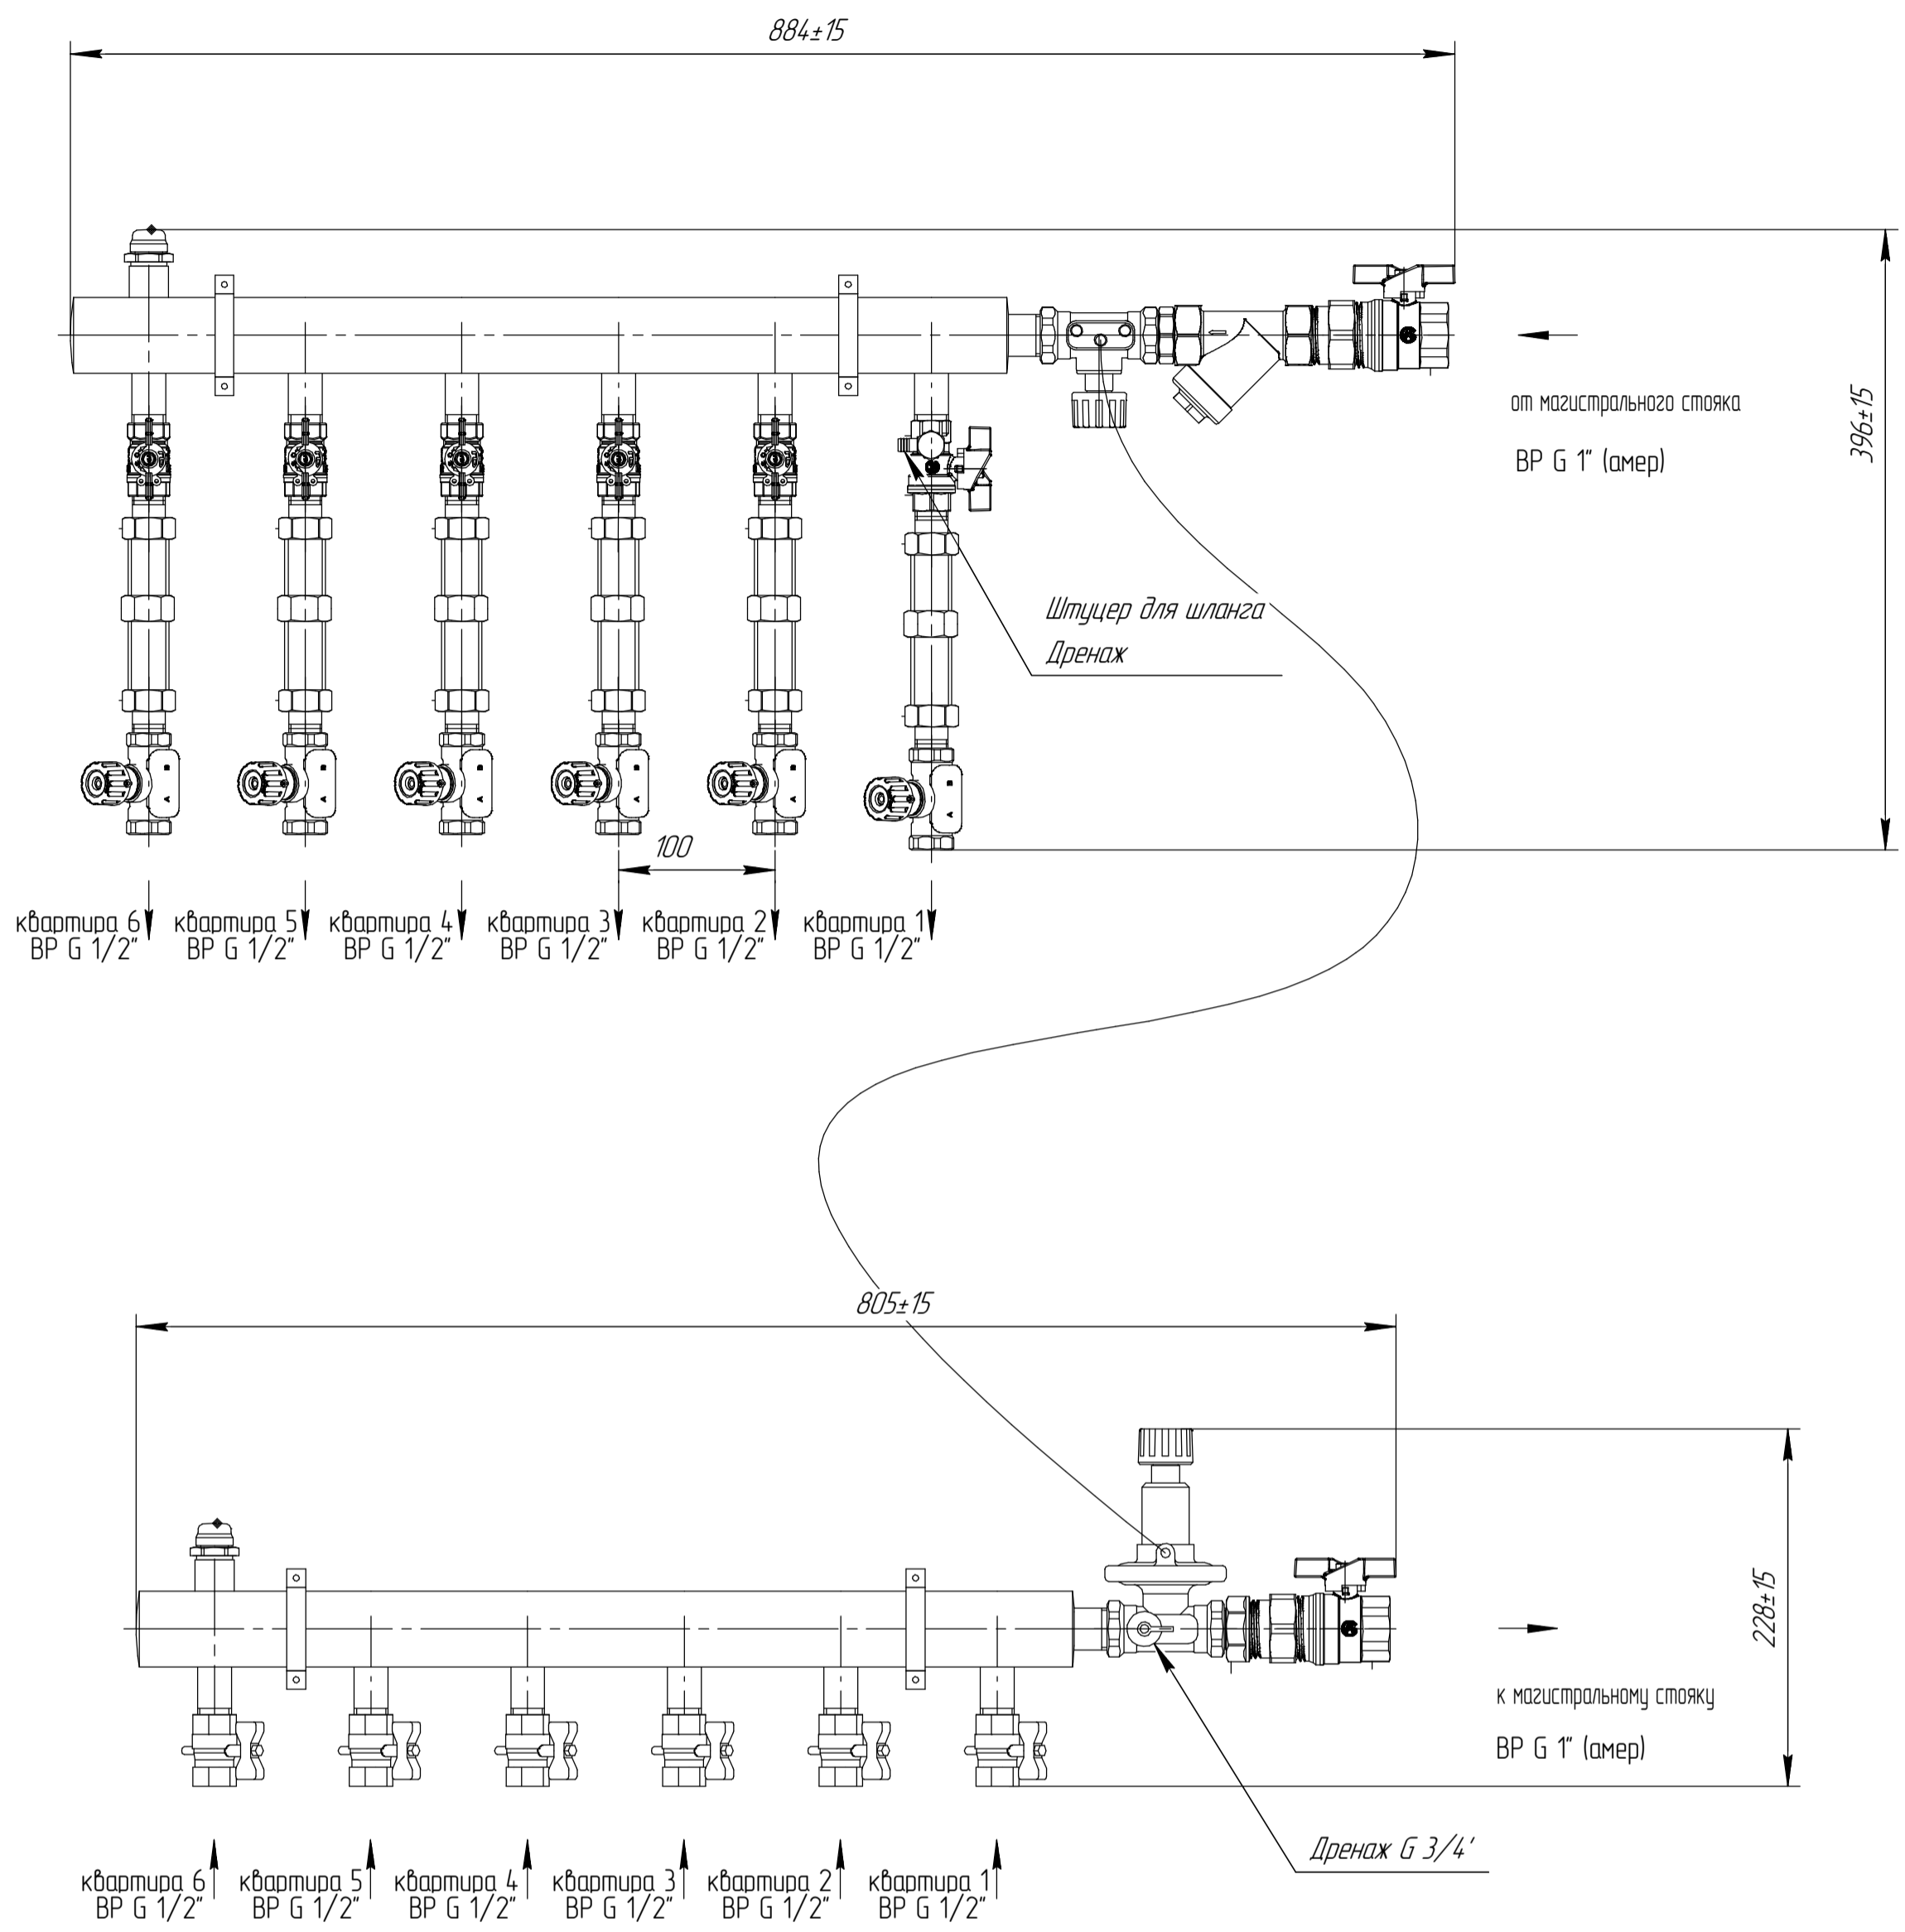 884±15
от магистрального стояка
ВР G 1" (амер)
396±15
Штуцер для шланга
Дренаж
100
квартира 6
ВР G 1/2"
квартира 5
ВР G 1/2"
квартира 4
ВР G 1/2"
квартира 3
ВР G 1/2"
квартира 2
ВР G 1/2"
квартира 1
ВР G 1/2"
805±15
228±15
к магистральному стояку
ВР G 1" (амер)
Дренаж G 3/4'
квартира 6
ВР G 1/2"
квартира 5
ВР G 1/2"
квартира 4
ВР G 1/2"
квартира 3
ВР G 1/2"
квартира 2
ВР G 1/2"
квартира 1
ВР G 1/2"